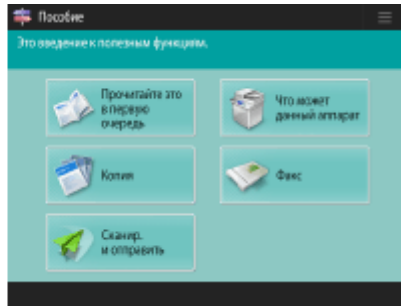 Пособие
Это введение к полезным функциям.
Прочитайте это
в первую
очередь
Что может
данный аппарат
Копия
Факс
Сканир.
и отправить